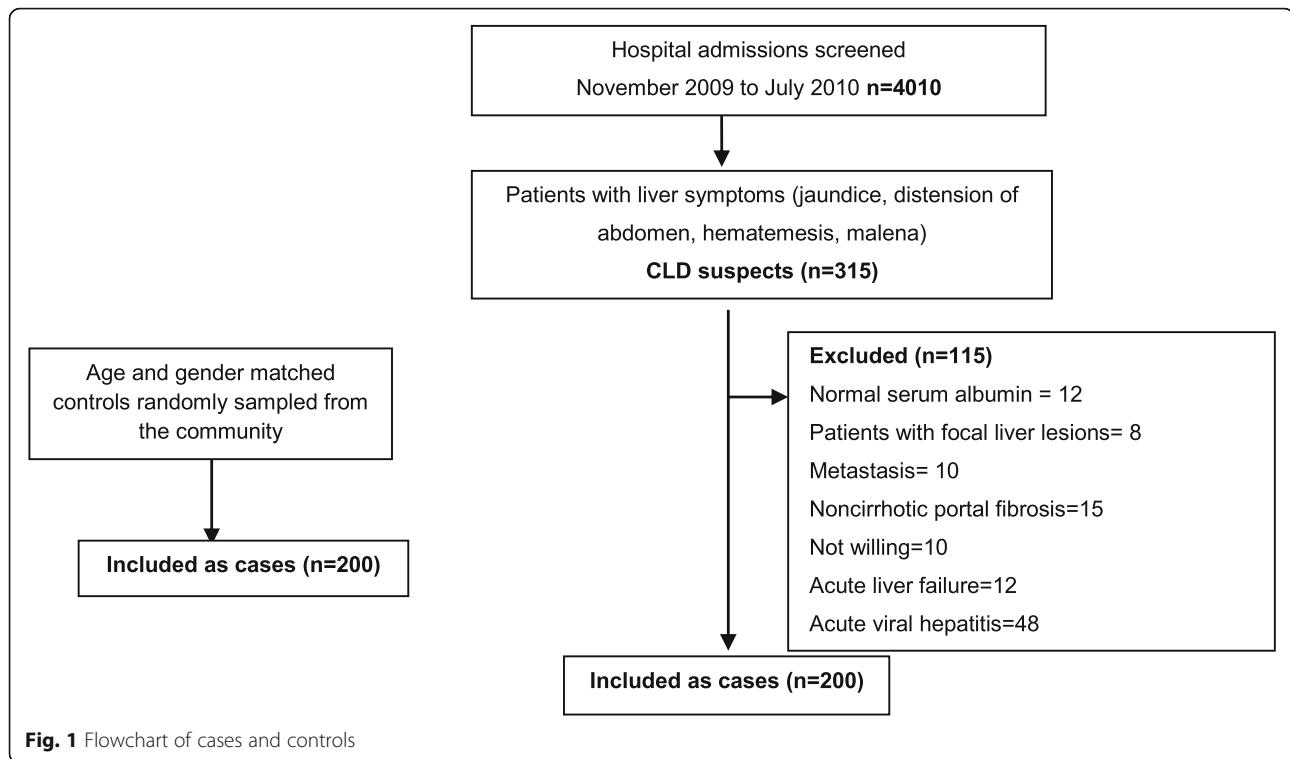 Hospital admissions screened
November 2009 to July 2010 n=4010
Patients with liver symptoms (jaundice, distension of
abdomen, hematemesis, malena)
CLD suspects (n=315)
Excluded (n=115)
Normal serum albumin = 12
Patients with focal liver lesions= 8
Metastasis= 10
Noncirrhotic portal fibrosis=15
Not willing=10
Acute liver failure=12
Acute viral hepatitis=48
Age and gender matched
controls randomly sampled from
the community
Included as cases (n=200)
Included as cases (n=200)
Fig. 1 Flowchart of cases and controls